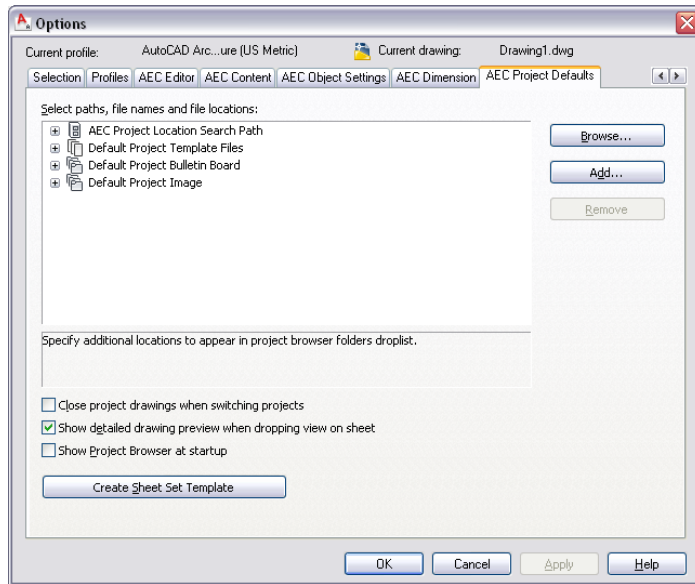 Options
Current profile: AutoCAD Arc...ure (US Metric) Current drawing: Drawing1.dwg
Selection Profiles AEC Editor AEC Content AEC Object Settings AEC Dimension AEC Project Defaults
Select paths, file names and file locations:
AEC Project Location Search Path
Default Project Template Files
Default Project Bulletin Board
Default Project Image
Browse...
Add...
Remove
Specify additional locations to appear in project browser folders droplist.
Close project drawings when switching projects
Show detailed drawing preview when dropping view on sheet
Show Project Browser at startup
Create Sheet Set Template
OK Cancel Apply Help